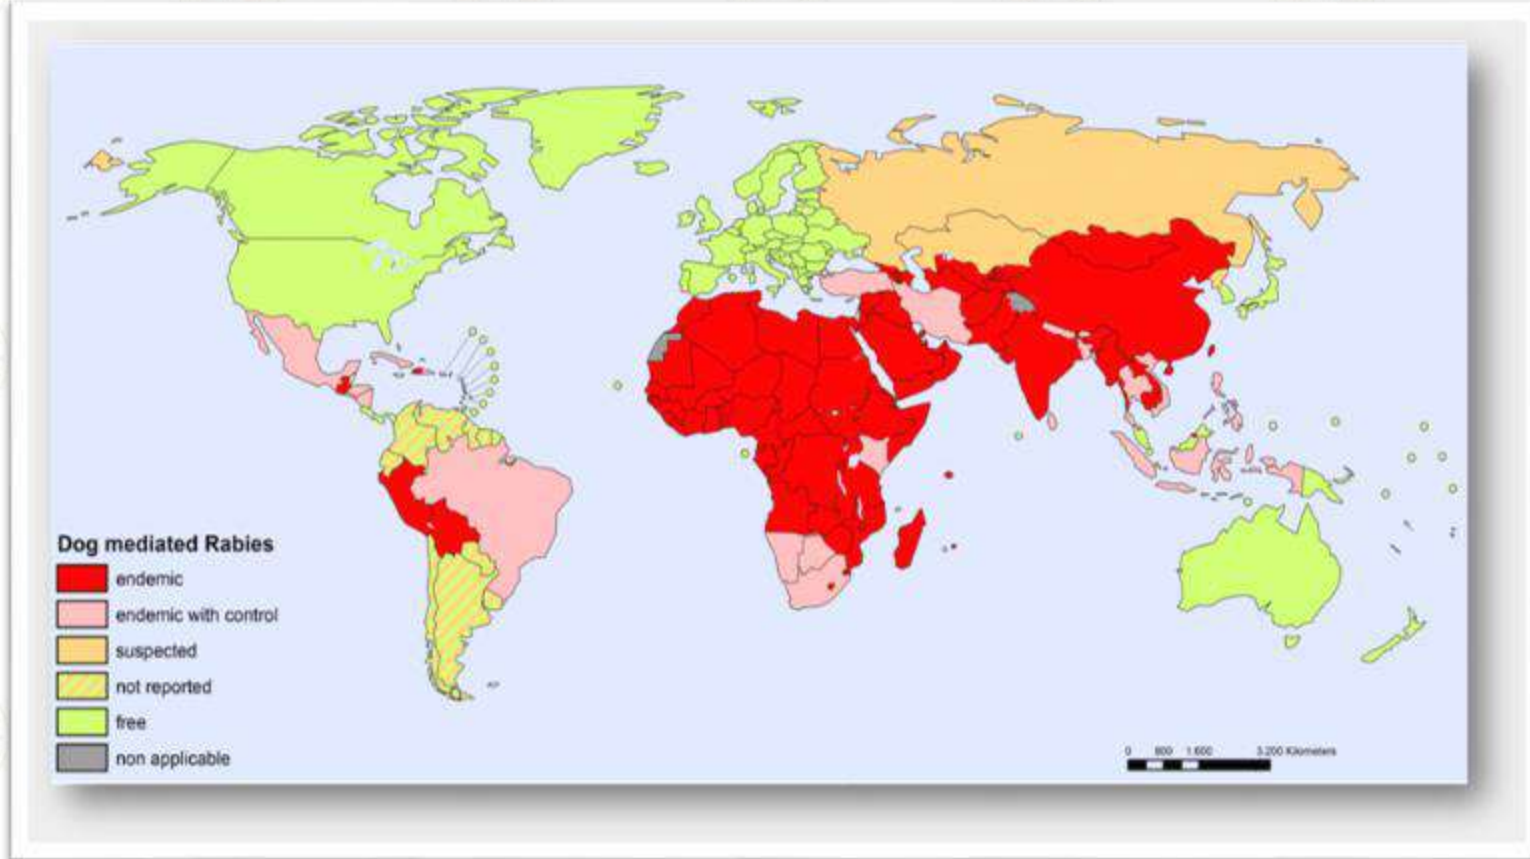 Dog mediated Rabies
endemic
endemic with control
suspected
not reported
free
non applicable
0 800 1.600 3.200 Kilometers